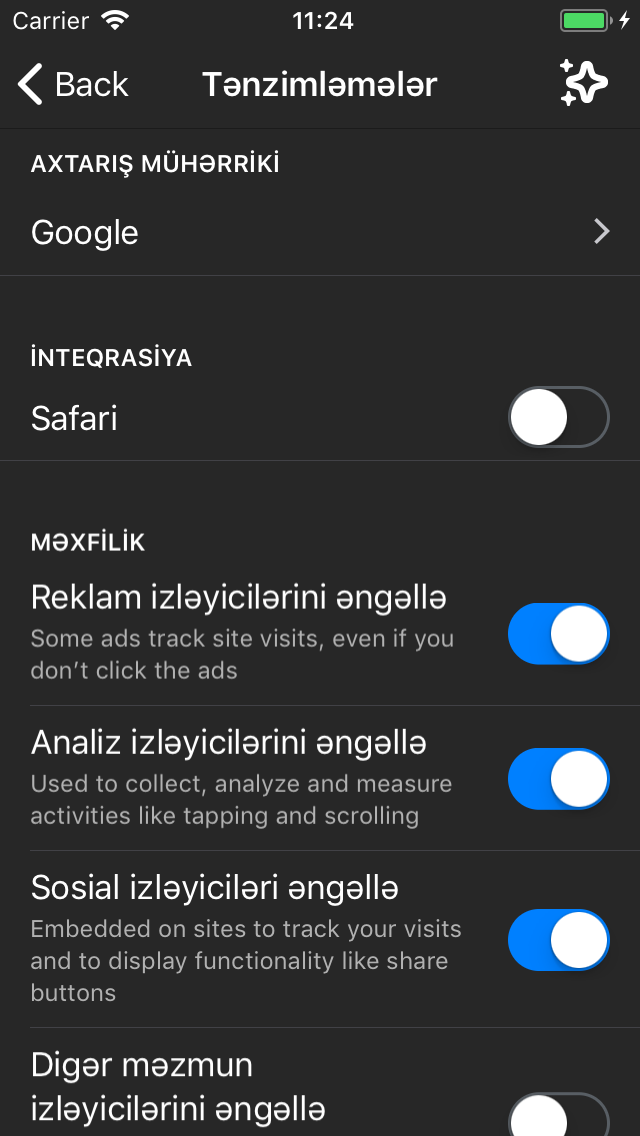 Carrier 11:24
Back Tənzimləmələr
AXTARIŞ MÜHƏRRİKİ
Google
İNTEQRASİYA
Safari
MƏXFİLİK
Reklam izləyicilərini əngəllə
Some ads track site visits, even if you
don’t click the ads
Analiz izləyicilərini əngəllə
Used to collect, analyze and measure
activities like tapping and scrolling
Sosial izləyiciləri əngəllə
Embedded on sites to track your visits
and to display functionality like share
buttons
Digər məzmun
izləyicilərini əngəllə